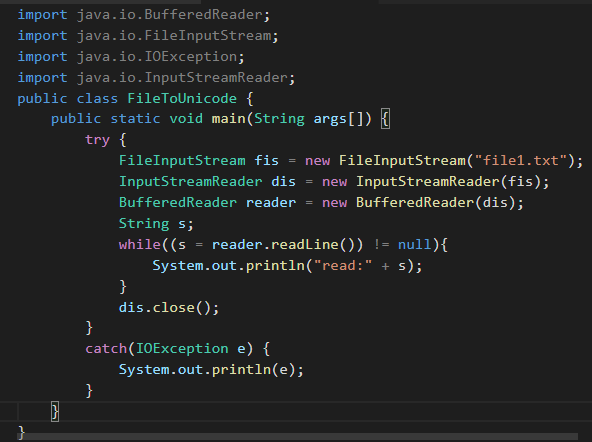 import java.io.BufferedReader;
import java.io.FileInputStream;
import java.io.IOException;
import java.io.InputStreamReader;
public class FileToUnicode {
    public static void main(String args[]) {
        try {
            FileInputStream fis = new FileInputStream("file1.txt");
            InputStreamReader dis = new InputStreamReader(fis);
            BufferedReader reader = new BufferedReader(dis);
            String s;
            while((s = reader.readLine()) != null){
                System.out.println("read:" + s);
            }
            dis.close();
        }
        catch(IOException e) {
            System.out.println(e);
        }
    }
}